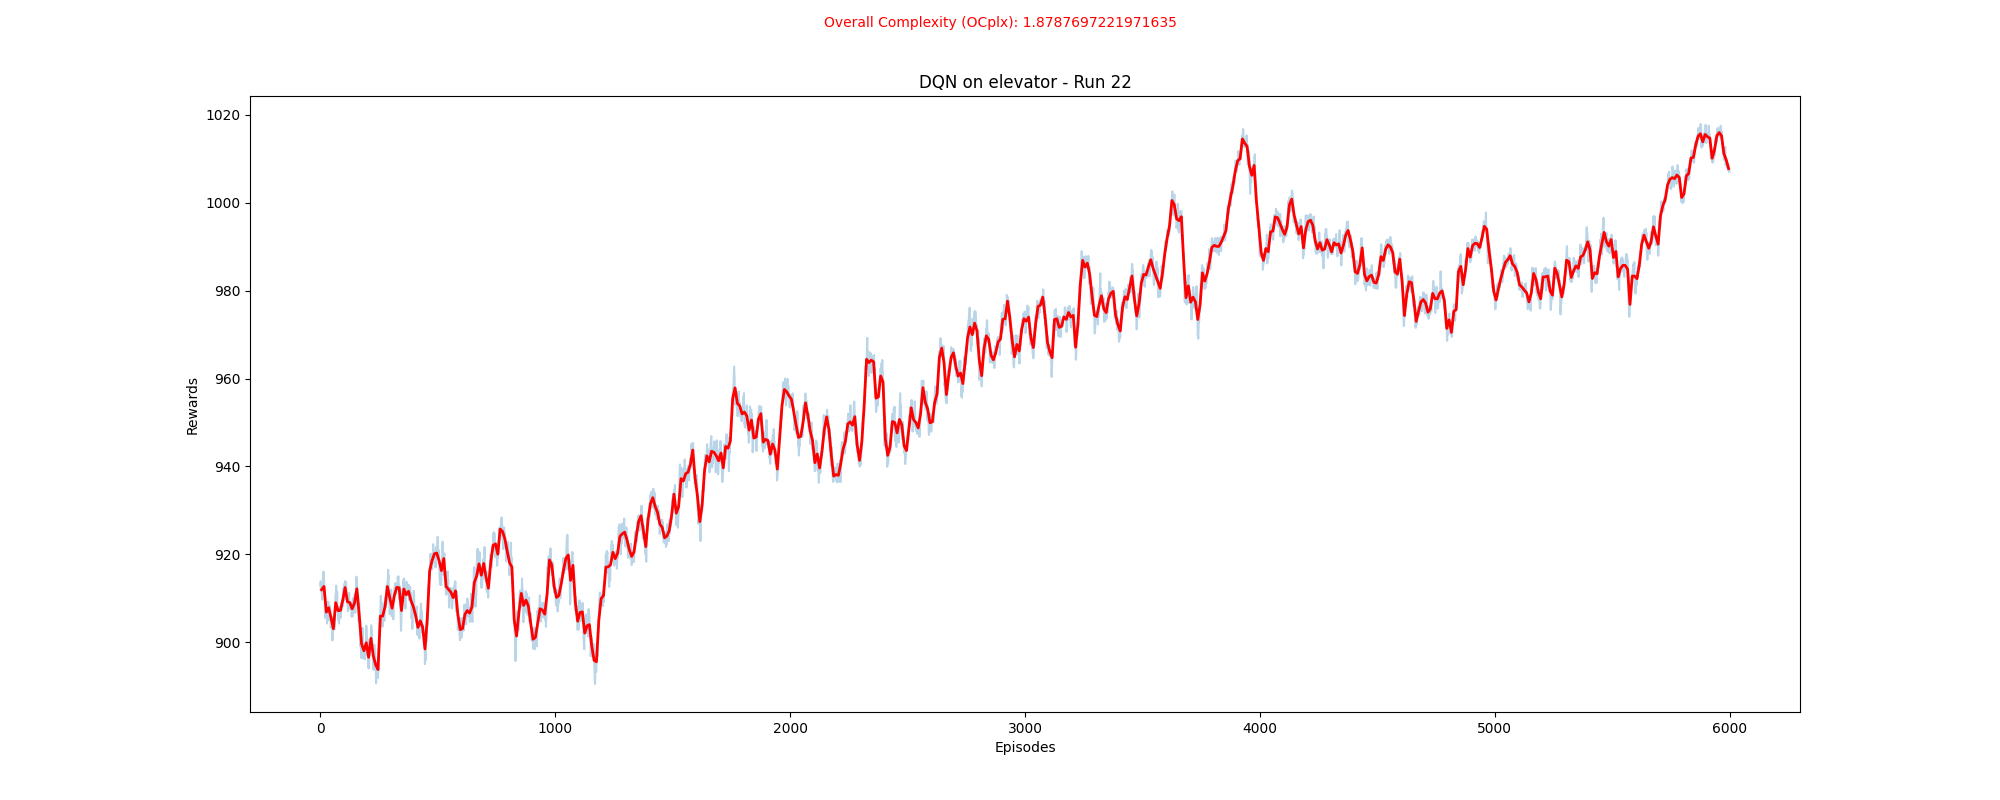 Overall Complexity (OCplx): 1.8787697221971635
DQN on elevator - Run 22
1020
1000
980
960
940
920
900
Rewards
0 1000 2000 3000 4000 5000 6000
Episodes